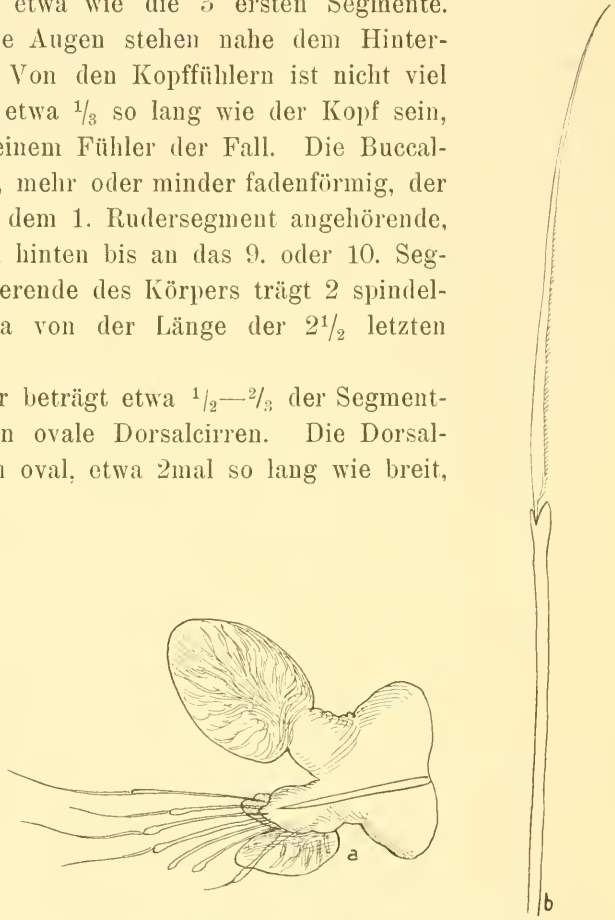 etwa wie die 5 ersten Segmente.
e Augen stehen nahe dem Hinter-
Von den Kopffühlern ist nicht viel
etwa 1/3 so lang wie der Kopf sein,
einem Fühler der Fall. Die Buccal-
, mehr oder minder fadenförmig, der
dem 1. Rudersegment angehörende,
hinten bis an das 9. oder 10. Seg-
erende des Körpers trägt 2 spindel-
a von der Länge der 2 1/2 letzten
r beträgt etwa 1/2—2/3 der Segment-
n ovale Dorsalcirren. Die Dorsal-
oval, etwa 2mal so lang wie breit,
a
b